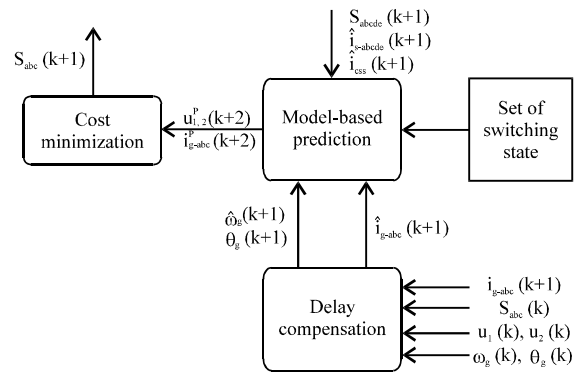 S_abcde (k+1)
î_s-abcde (k+1)
î_css (k+1)
S_abc (k+1)
Cost
minimization
u^P_1, 2 (k+2)
i^P_g-abc (k+2)
Model-based
prediction
Set of
switching
state
ω̂_g (k+1)
θ_g (k+1)
î_g-abc (k+1)
Delay
compensation
i_g-abc (k+1)
S_abc (k)
u_1 (k), u_2 (k)
ω_g (k), θ_g (k)